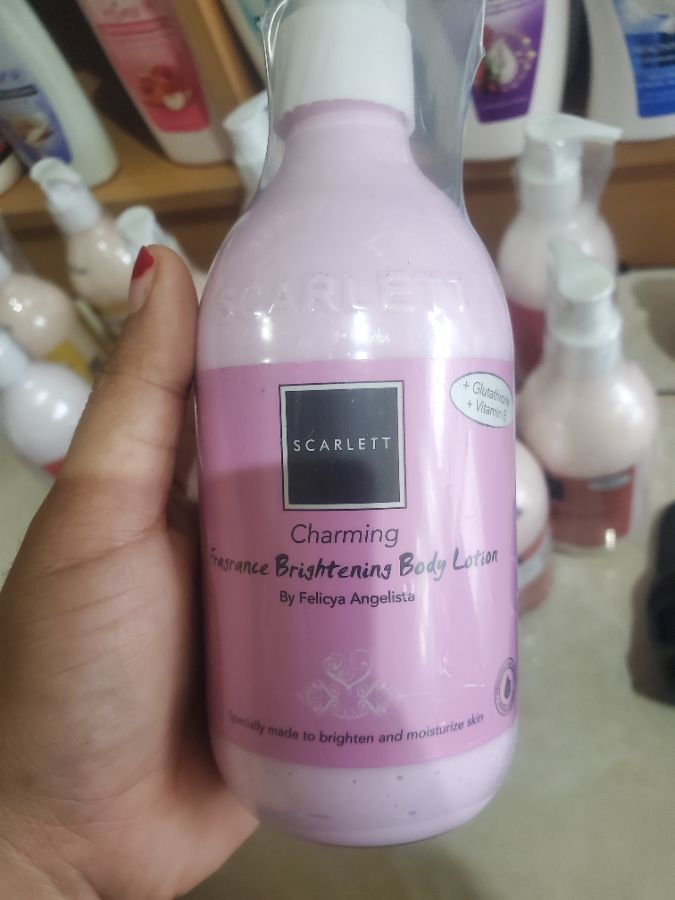 SCARLETT
+ Glutathione
+ Vitamin E
SCARLETT
Charming
Fragrance Brightening Body Lotion
By Felicya Angelista
Specially made to brighten and moisturize skin